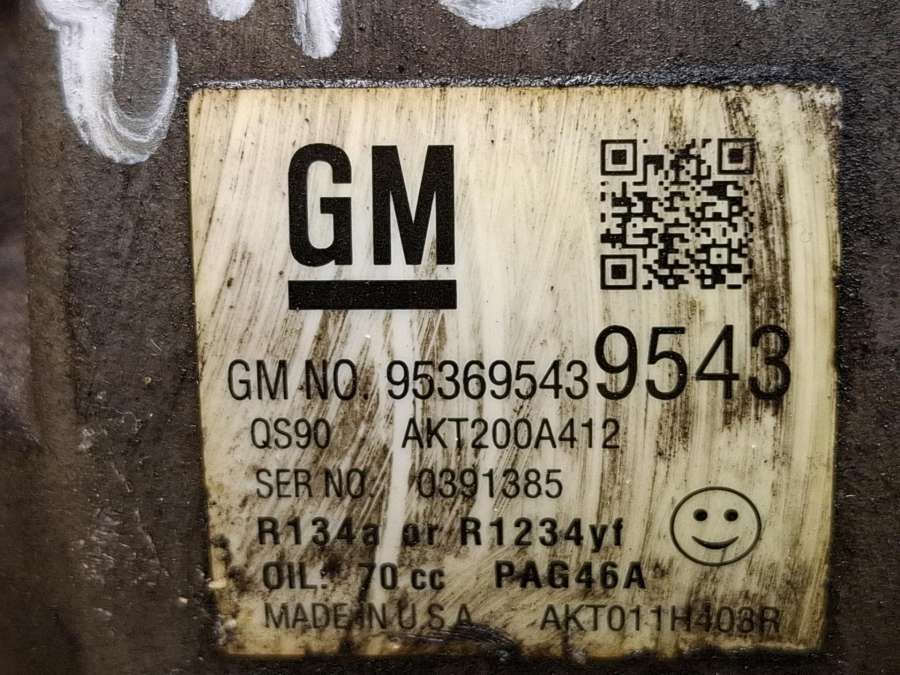 GM
GM NO. 95369543 9543
QS90 AKT200A412
SER NO. 0391385
R134a or R1234yf
OIL: 70 cc PAG46A
MADE IN U.S.A. AKT011H403R